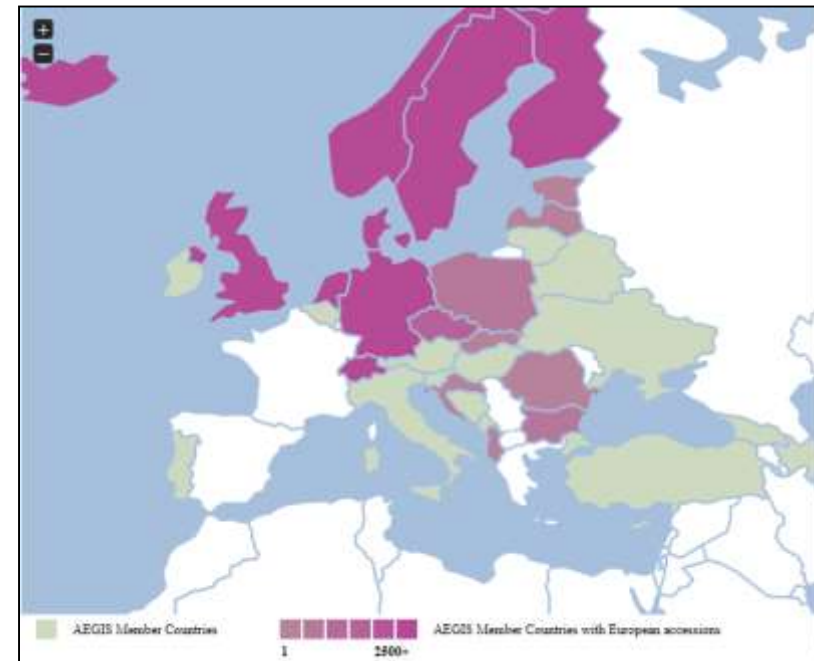 +
−
AEGIS Member Countries
AEGIS Member Countries with European accessions
1 2500+